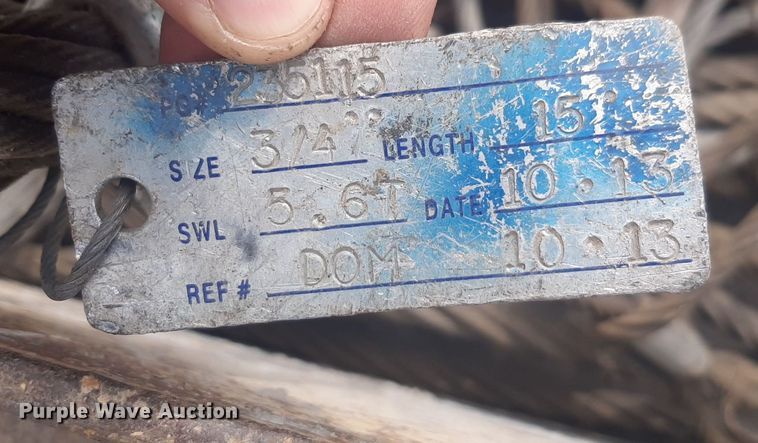 PO# 235115
SIZE 3/4" LENGTH 15'
SWL 5.6T DATE 10.13
REF # DOM 10.13
Purple Wave Auction